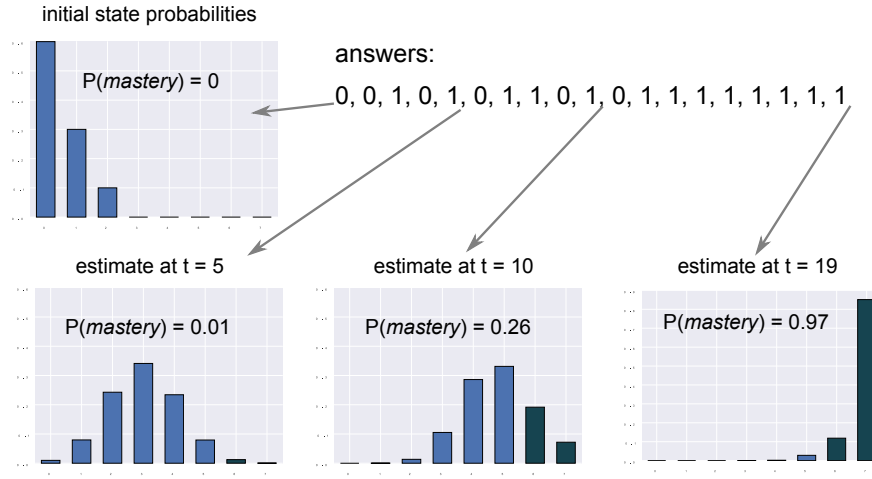 initial state probabilities
P(mastery) = 0
answers:
0, 0, 1, 0, 1, 0, 1, 1, 0, 1, 0, 1, 1, 1, 1, 1, 1, 1, 1
estimate at t = 5
P(mastery) = 0.01
estimate at t = 10
P(mastery) = 0.26
estimate at t = 19
P(mastery) = 0.97